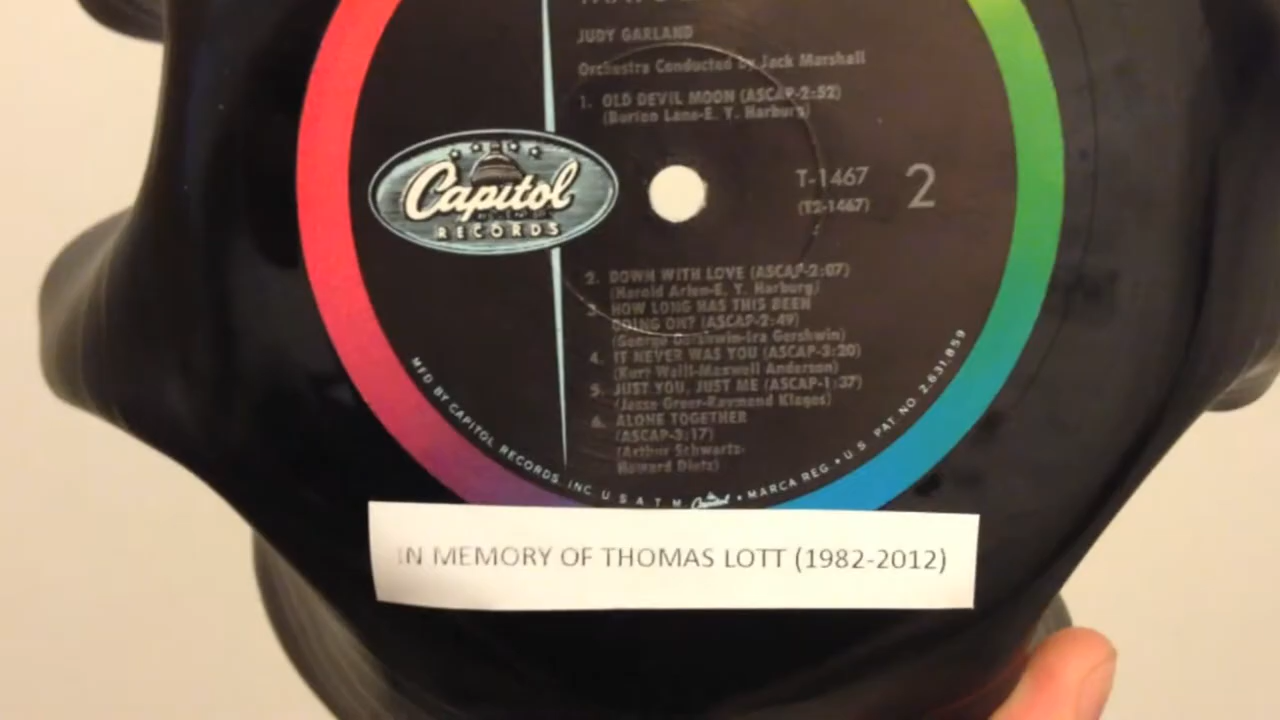 JUDY GARLAND
Orchestra Conducted by Jack Marshall
1. OLD DEVIL MOON (ASCAP-2:52)
(Burton Lane-E. Y. Harburg)
Capitol
RECORDS
T-1467
(T2-1467)
2
2. DOWN WITH LOVE (ASCAP-2:07)
(Harold Arlen-E. Y. Harburg)
3. HOW LONG HAS THIS BEEN
GOING ON? (ASCAP-2:49)
(George Gershwin-Ira Gershwin)
4. IT NEVER WAS YOU (ASCAP-3:20)
(Kurt Weill-Maxwell Anderson)
5. JUST YOU, JUST ME (ASCAP-1:37)
(Jesse Greer-Raymond Klages)
6. ALONE TOGETHER
(ASCAP-3:17)
(Arthur Schwartz-
Howard Dietz)
MFD BY CAPITOL RECORDS, INC U S A T M Capitol • MARCA REG • U.S. PAT. NO. 2,631,859
IN MEMORY OF THOMAS LOTT (1982-2012)